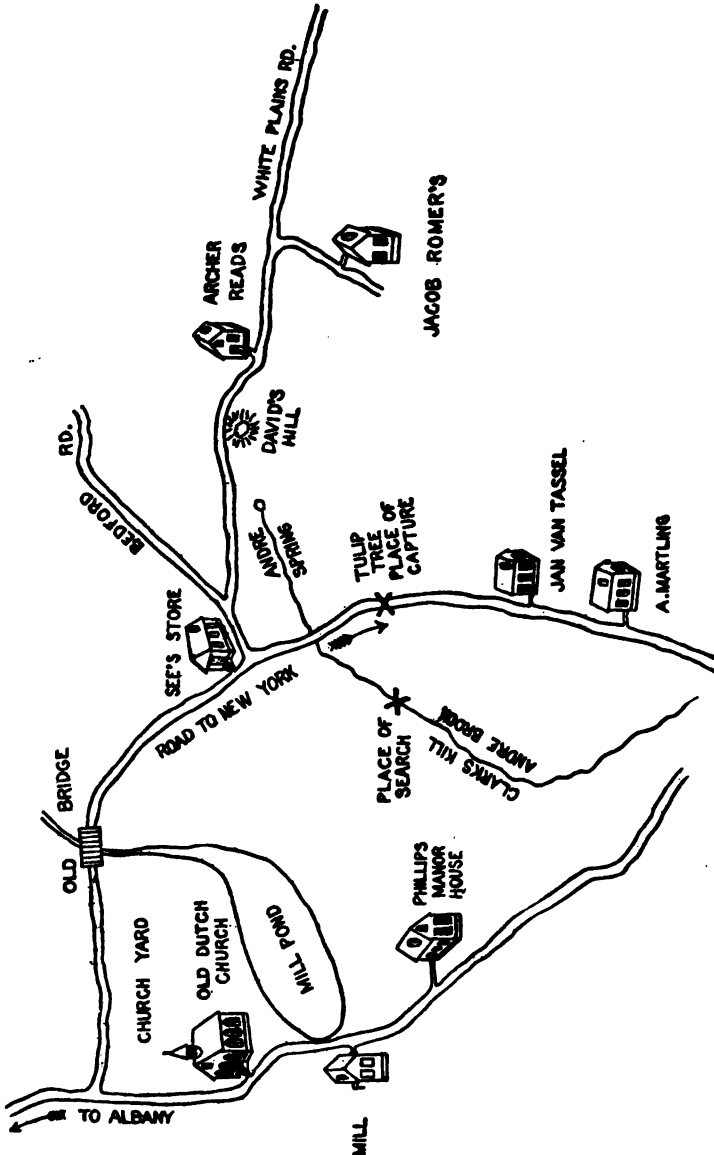 WHITE PLAINS RD.
ARCHER
READS
JACOB ROMER'S
DAVID'S
HILL
RD.
BEDFORD
ANDRE
SPRING
TULIP
TREE
PLACE OF
CAPTURE
JAN VAN TASSEL
A. MARTLING
SEE'S STORE
ROAD TO NEW YORK
PLACE OF
SEARCH
CLARKS KILL
ANDRE BROOK
BRIDGE
OLD
CHURCH YARD
OLD DUTCH
CHURCH
MILL POND
PHILLIPS
MANOR
HOUSE
TO ALBANY
MILL